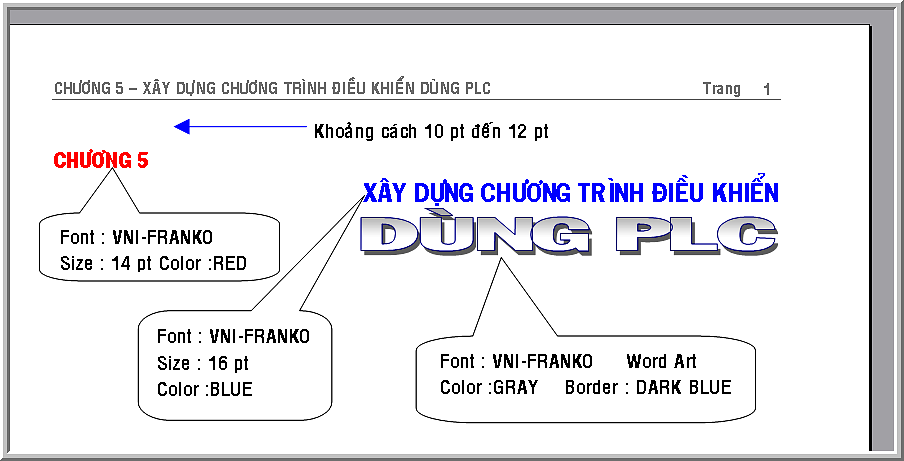 CHƯƠNG 5 – XÂY DỰNG CHƯƠNG TRÌNH ĐIỀU KHIỂN DÙNG PLC Trang 1
Khoảng cách 10 pt đến 12 pt
CHƯƠNG 5
XÂY DỰNG CHƯƠNG TRÌNH ĐIỀU KHIỂN
DÙNG PLC
Font : VNI-FRANKO
Size : 14 pt Color :RED
Font : VNI-FRANKO
Size : 16 pt
Color :BLUE
Font : VNI-FRANKO Word Art
Color :GRAY Border : DARK BLUE